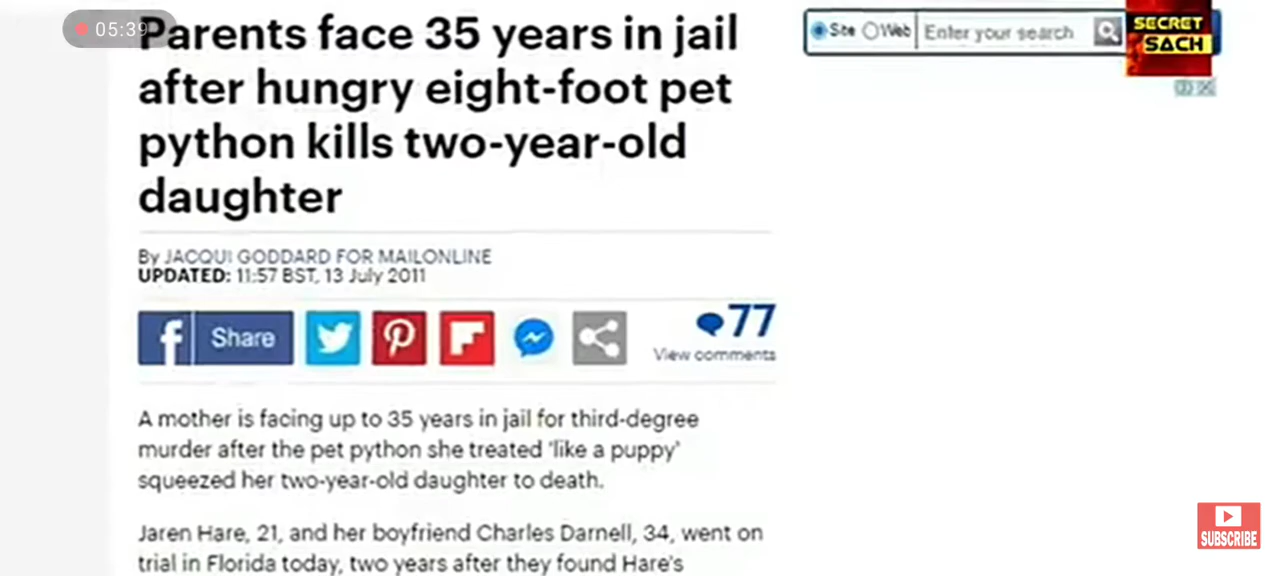 05:39
Parents face 35 years in jail
after hungry eight-foot pet
python kills two-year-old
daughter
Site Web Enter your search
SECRET
SACH
By JACQUI GODDARD FOR MAILONLINE
UPDATED: 11:57 BST, 13 July 2011
f Share
77
View comments
A mother is facing up to 35 years in jail for third-degree
murder after the pet python she treated 'like a puppy'
squeezed her two-year-old daughter to death.
Jaren Hare, 21, and her boyfriend Charles Darnell, 34, went on
trial in Florida today, two years after they found Hare's
SUBSCRIBE